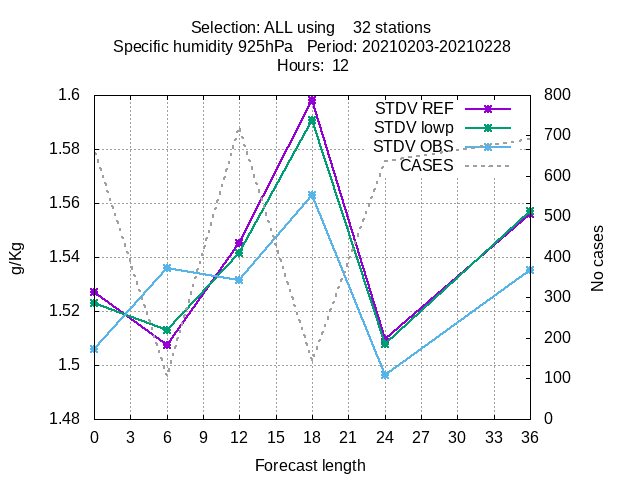 Selection: ALL using    32 stations
Specific humidity 925hPa   Period: 20210203-20210228
Hours:  12
1.6
1.58
1.56
1.54
1.52
1.5
1.48
g/Kg
STDV REF
STDV lowp
STDV OBS
CASES
800
700
600
500
400
300
200
100
0
No cases
0 3 6 9 12 15 18 21 24 27 30 33 36
Forecast length